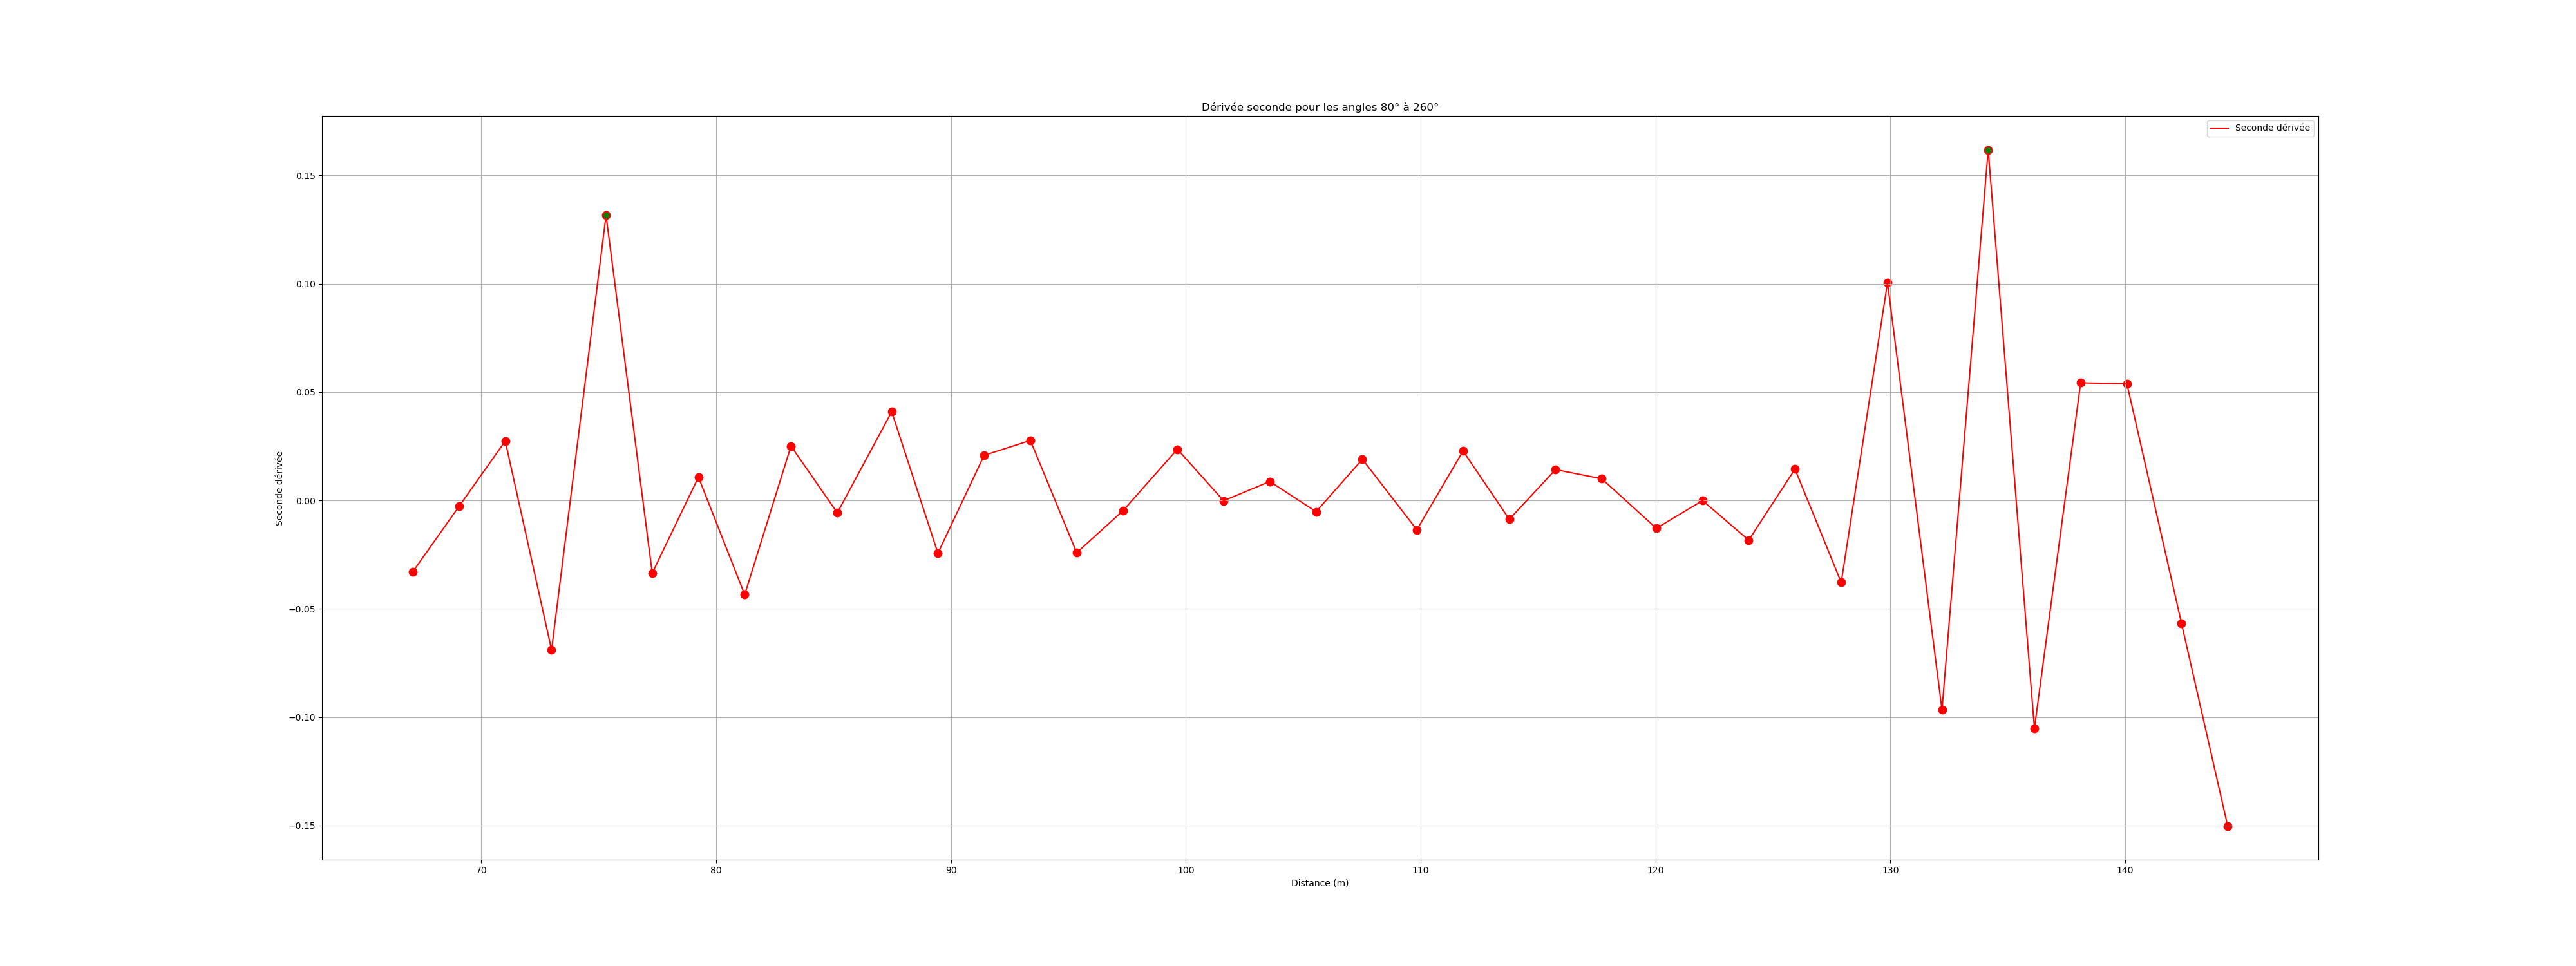 Dérivée seconde pour les angles 80° à 260°
Seconde dérivée
0.15
0.10
0.05
0.00
−0.05
−0.10
−0.15
Seconde dérivée
70 80 90 100 110 120 130 140
Distance (m)